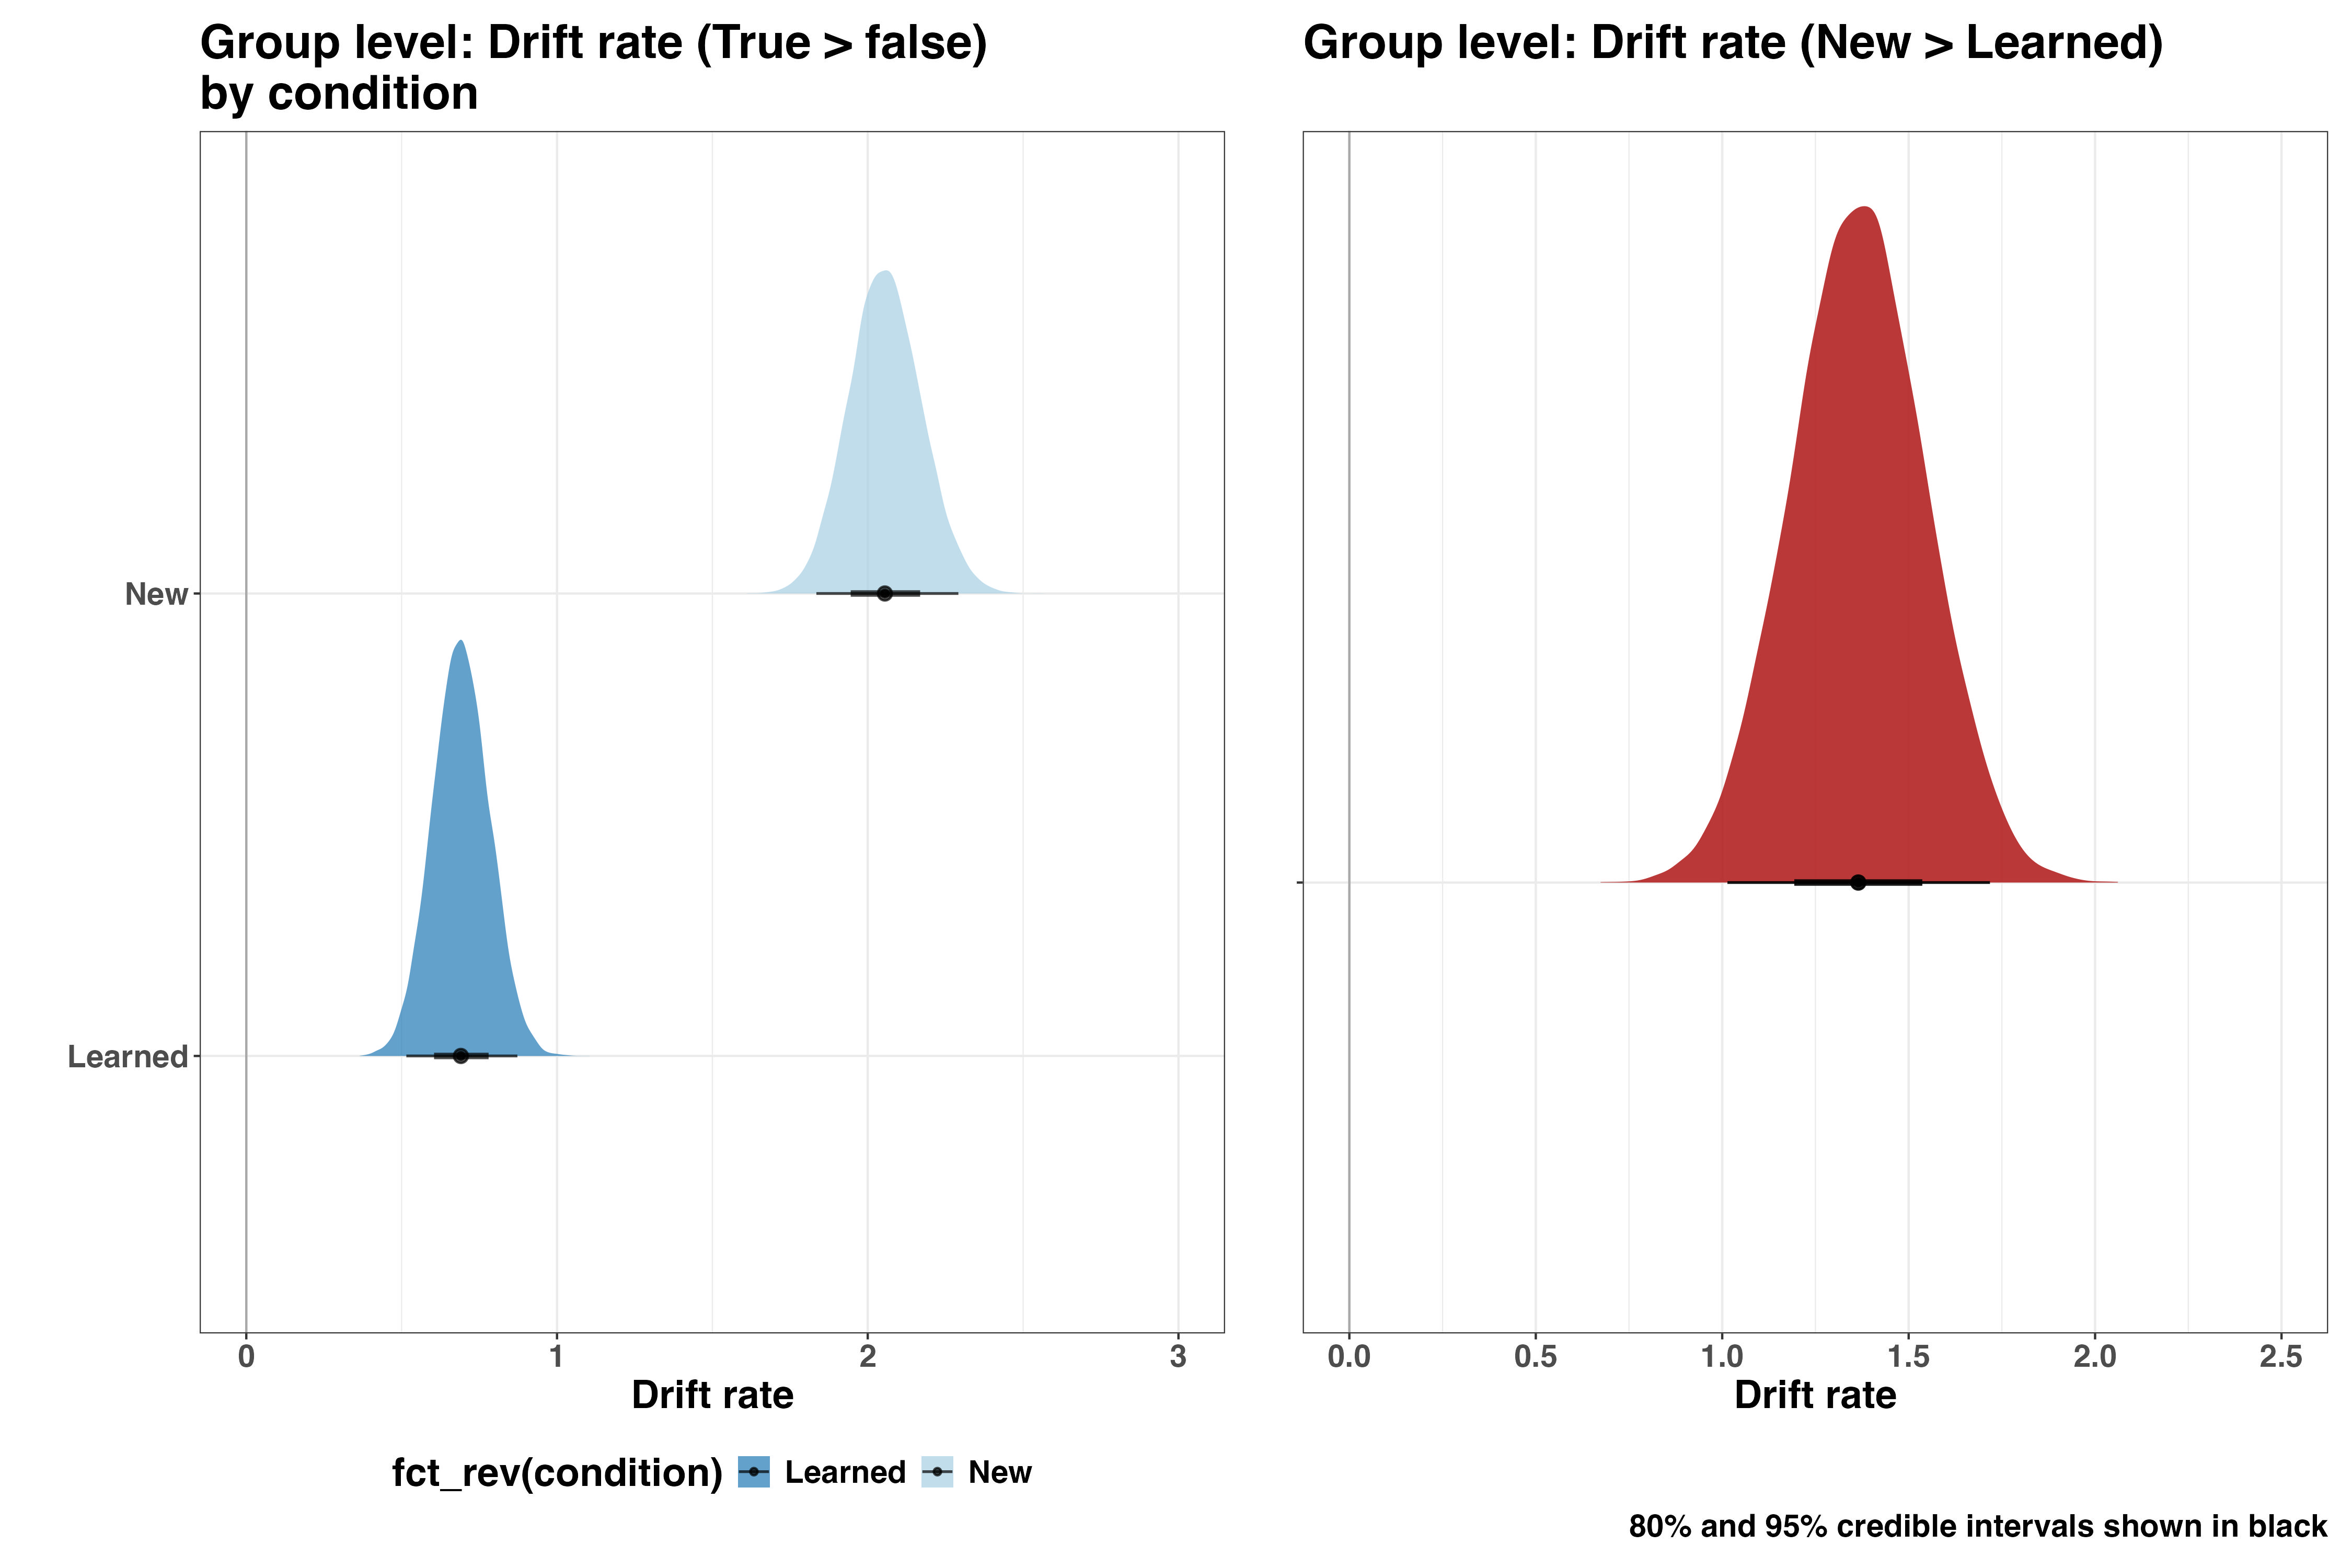 Group level: Drift rate (True > false)
by condition
Group level: Drift rate (New > Learned)
New
Learned
0 1 2 3
Drift rate
0.0 0.5 1.0 1.5 2.0 2.5
Drift rate
fct_rev(condition) Learned New
80% and 95% credible intervals shown in black